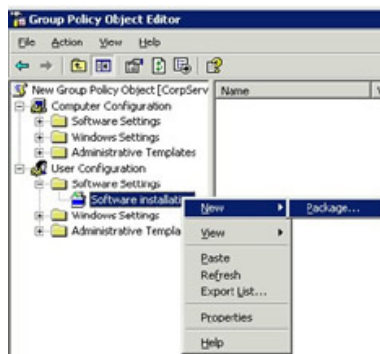 Group Policy Object Editor
File Action View Help
New Group Policy Object [CorpServ
Name
Computer Configuration
Software Settings
Windows Settings
Administrative Templates
User Configuration
Software Settings
Software installati
New
Package...
Windows Settings
View
Administrative Templa
Paste
Refresh
Export List...
Properties
Help